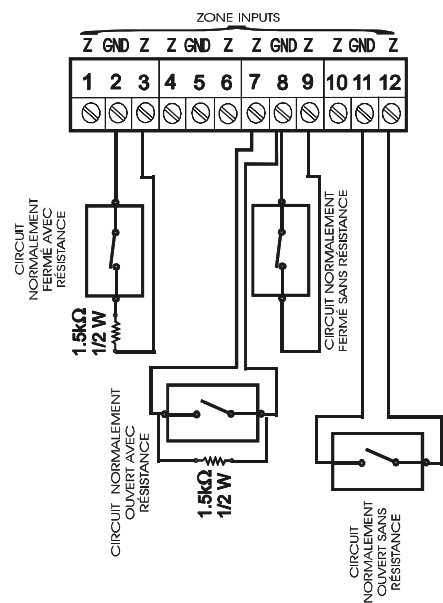 ZONE INPUTS
Z GND Z Z GND Z Z GND Z Z GND Z
1 2 3 4 5 6 7 8 9 10 11 12
CIRCUIT
NORMALEMENT
FERMÉ AVEC
RÉSISTANCE
1.5kΩ
1/2 W
CIRCUIT NORMALEMENT
FERMÉ SANS RÉSISTANCE
CIRCUIT NORMALEMENT
OUVERT AVEC
RÉSISTANCE
1.5kΩ
1/2 W
CIRCUIT
NORMALEMENT
OUVERT SANS
RÉSISTANCE